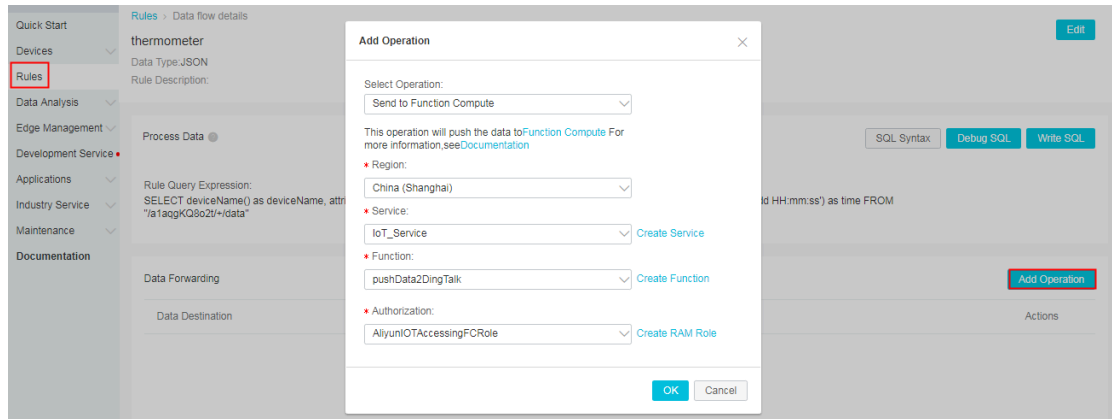 Quick Start
Devices
Rules
Data Analysis
Edge Management
Development Service
Applications
Industry Service
Maintenance
Documentation
Rules > Data flow details
thermometer
Data Type:JSON
Rule Description:
Edit
Process Data
SQL Syntax
Debug SQL
Write SQL
Rule Query Expression:
SELECT deviceName() as deviceName, attri
dd HH:mm:ss') as time FROM
"/a1aqgKQ8o2t/+/data"
Data Forwarding
Add Operation
Data Destination
Actions
Add Operation
Select Operation:
Send to Function Compute
This operation will push the data toFunction Compute For
more information,seeDocumentation
* Region:
China (Shanghai)
* Service:
IoT_Service
Create Service
* Function:
pushData2DingTalk
Create Function
* Authorization:
AliyunIOTAccessingFCRole
Create RAM Role
OK
Cancel